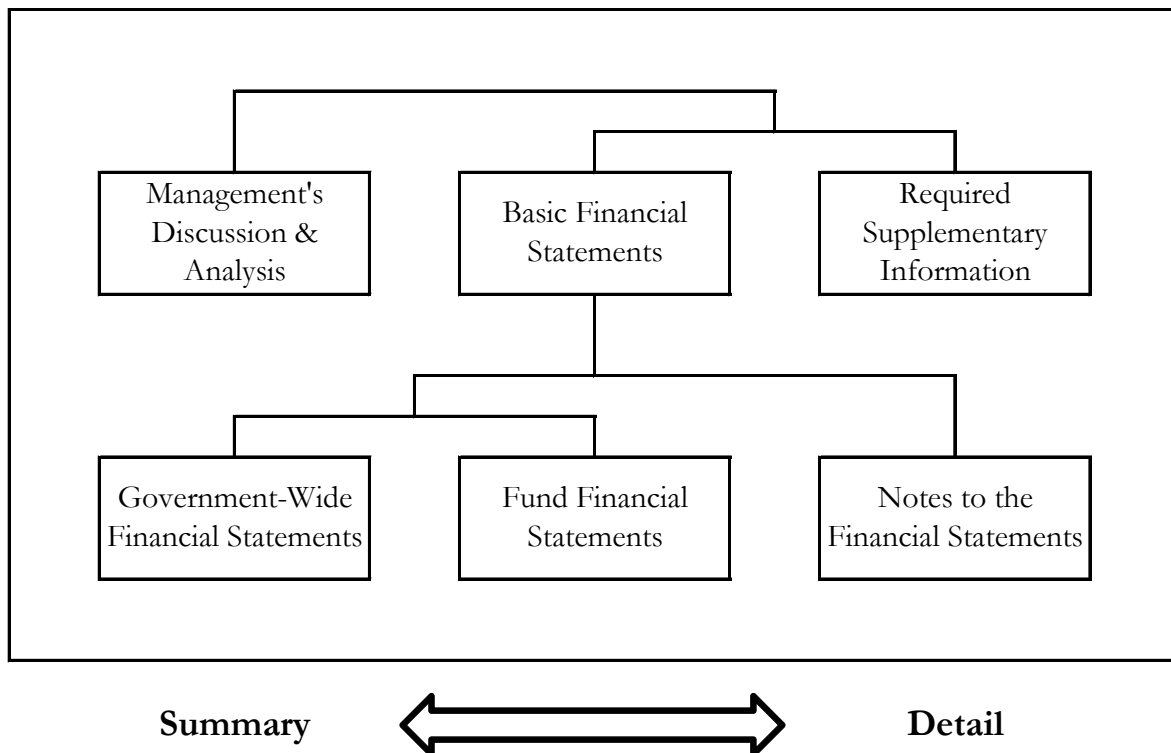 Management's
Discussion &
Analysis
Basic Financial
Statements
Required
Supplementary
Information
Government-Wide
Financial Statements
Fund Financial
Statements
Notes to the
Financial Statements
Summary
Detail